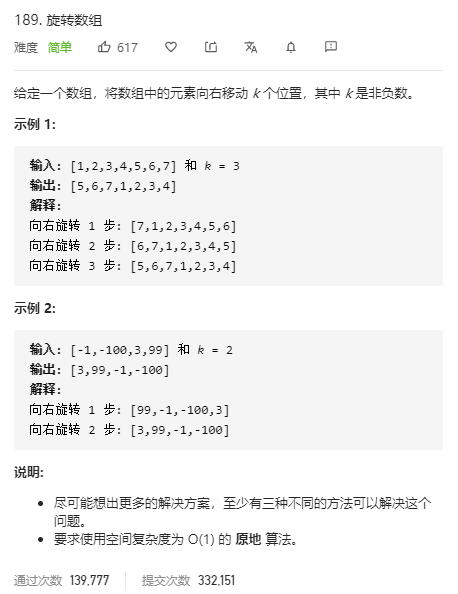 189. 旋转数组
难度 简单 617
给定一个数组，将数组中的元素向右移动 k 个位置，其中 k 是非负数。
示例 1:
输入: [1,2,3,4,5,6,7] 和 k = 3
输出: [5,6,7,1,2,3,4]
解释:
向右旋转 1 步: [7,1,2,3,4,5,6]
向右旋转 2 步: [6,7,1,2,3,4,5]
向右旋转 3 步: [5,6,7,1,2,3,4]
示例 2:
输入: [-1,-100,3,99] 和 k = 2
输出: [3,99,-1,-100]
解释:
向右旋转 1 步: [99,-1,-100,3]
向右旋转 2 步: [3,99,-1,-100]
说明:
• 尽可能想出更多的解决方案，至少有三种不同的方法可以解决这个
问题。
• 要求使用空间复杂度为 O(1) 的 原地 算法。
通过次数 139,777 提交次数 332,151